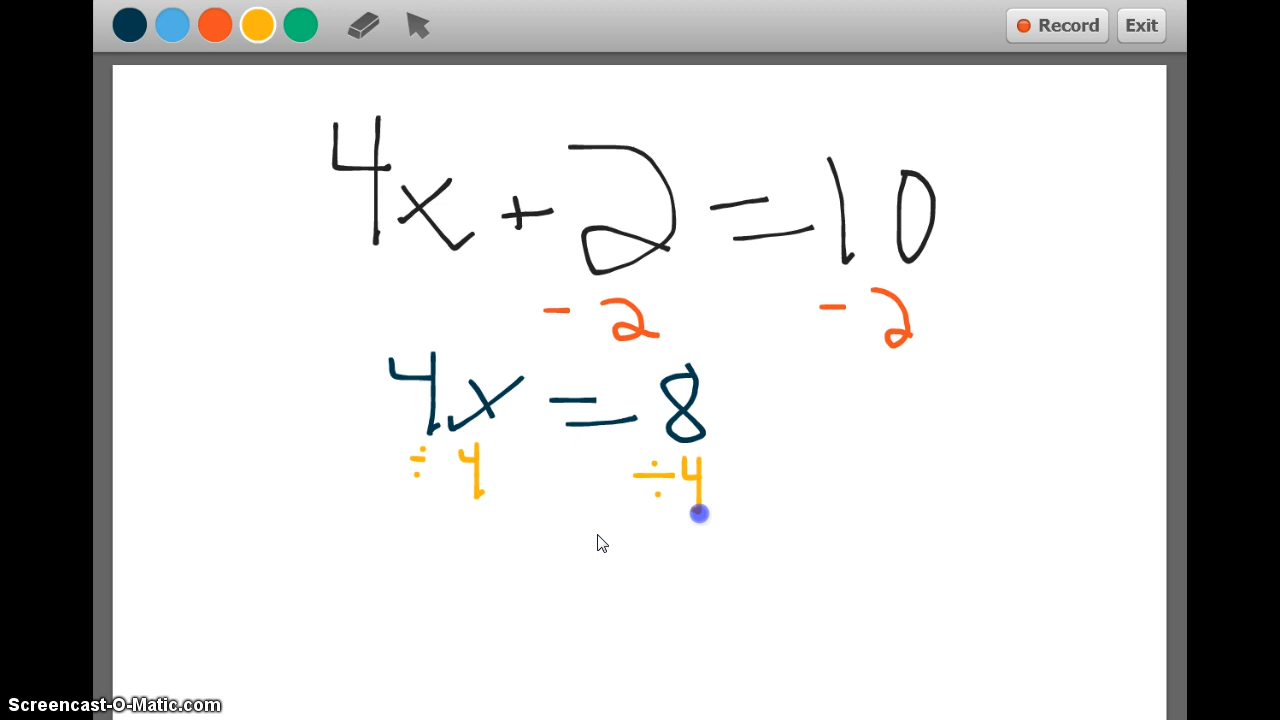 Record Exit
4x + 2 = 10
- 2 - 2
4x = 8
÷ 4 ÷ 4
Screencast-O-Matic.com